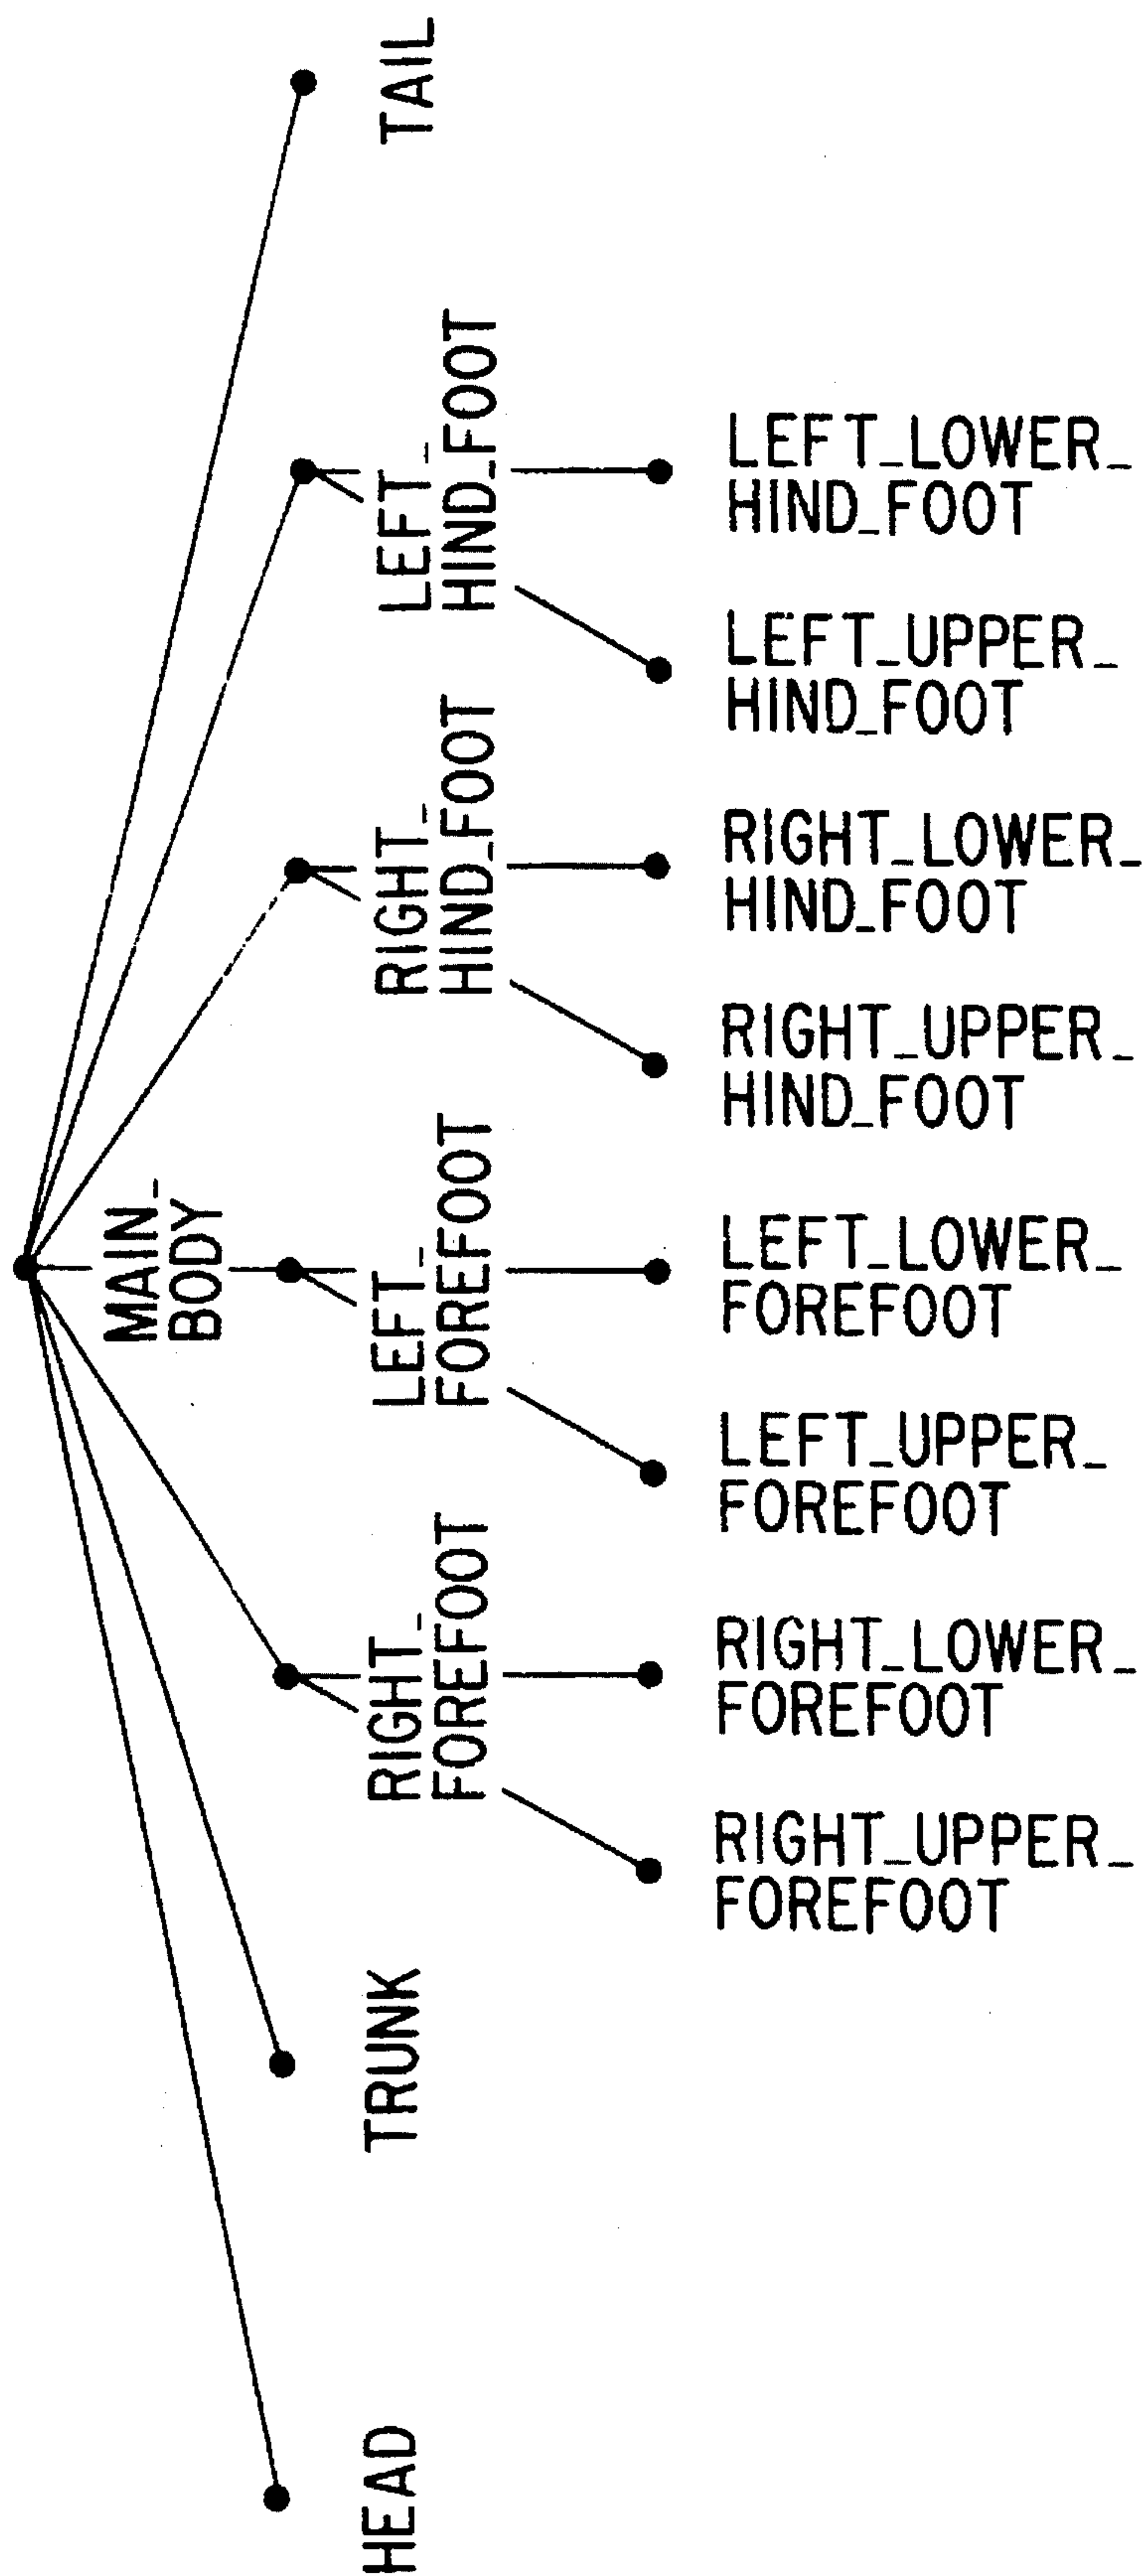 MAIN_
BODY
HEAD
TRUNK
RIGHT_
FOREFOOT
LEFT_
FOREFOOT
RIGHT_
HIND_FOOT
LEFT_
HIND_FOOT
TAIL
RIGHT_UPPER_
FOREFOOT
RIGHT_LOWER_
FOREFOOT
LEFT_UPPER_
FOREFOOT
LEFT_LOWER_
FOREFOOT
RIGHT_UPPER_
HIND_FOOT
RIGHT_LOWER_
HIND_FOOT
LEFT_UPPER_
HIND_FOOT
LEFT_LOWER_
HIND_FOOT